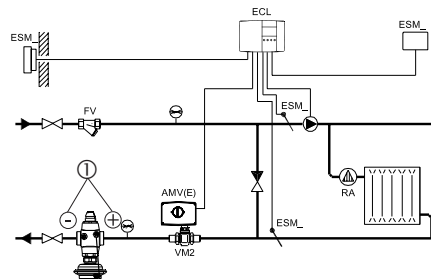 ECL
ESM_
ESM_
FV
ESM_
AMV(E)
RA
ESM_
VM2
1
− +